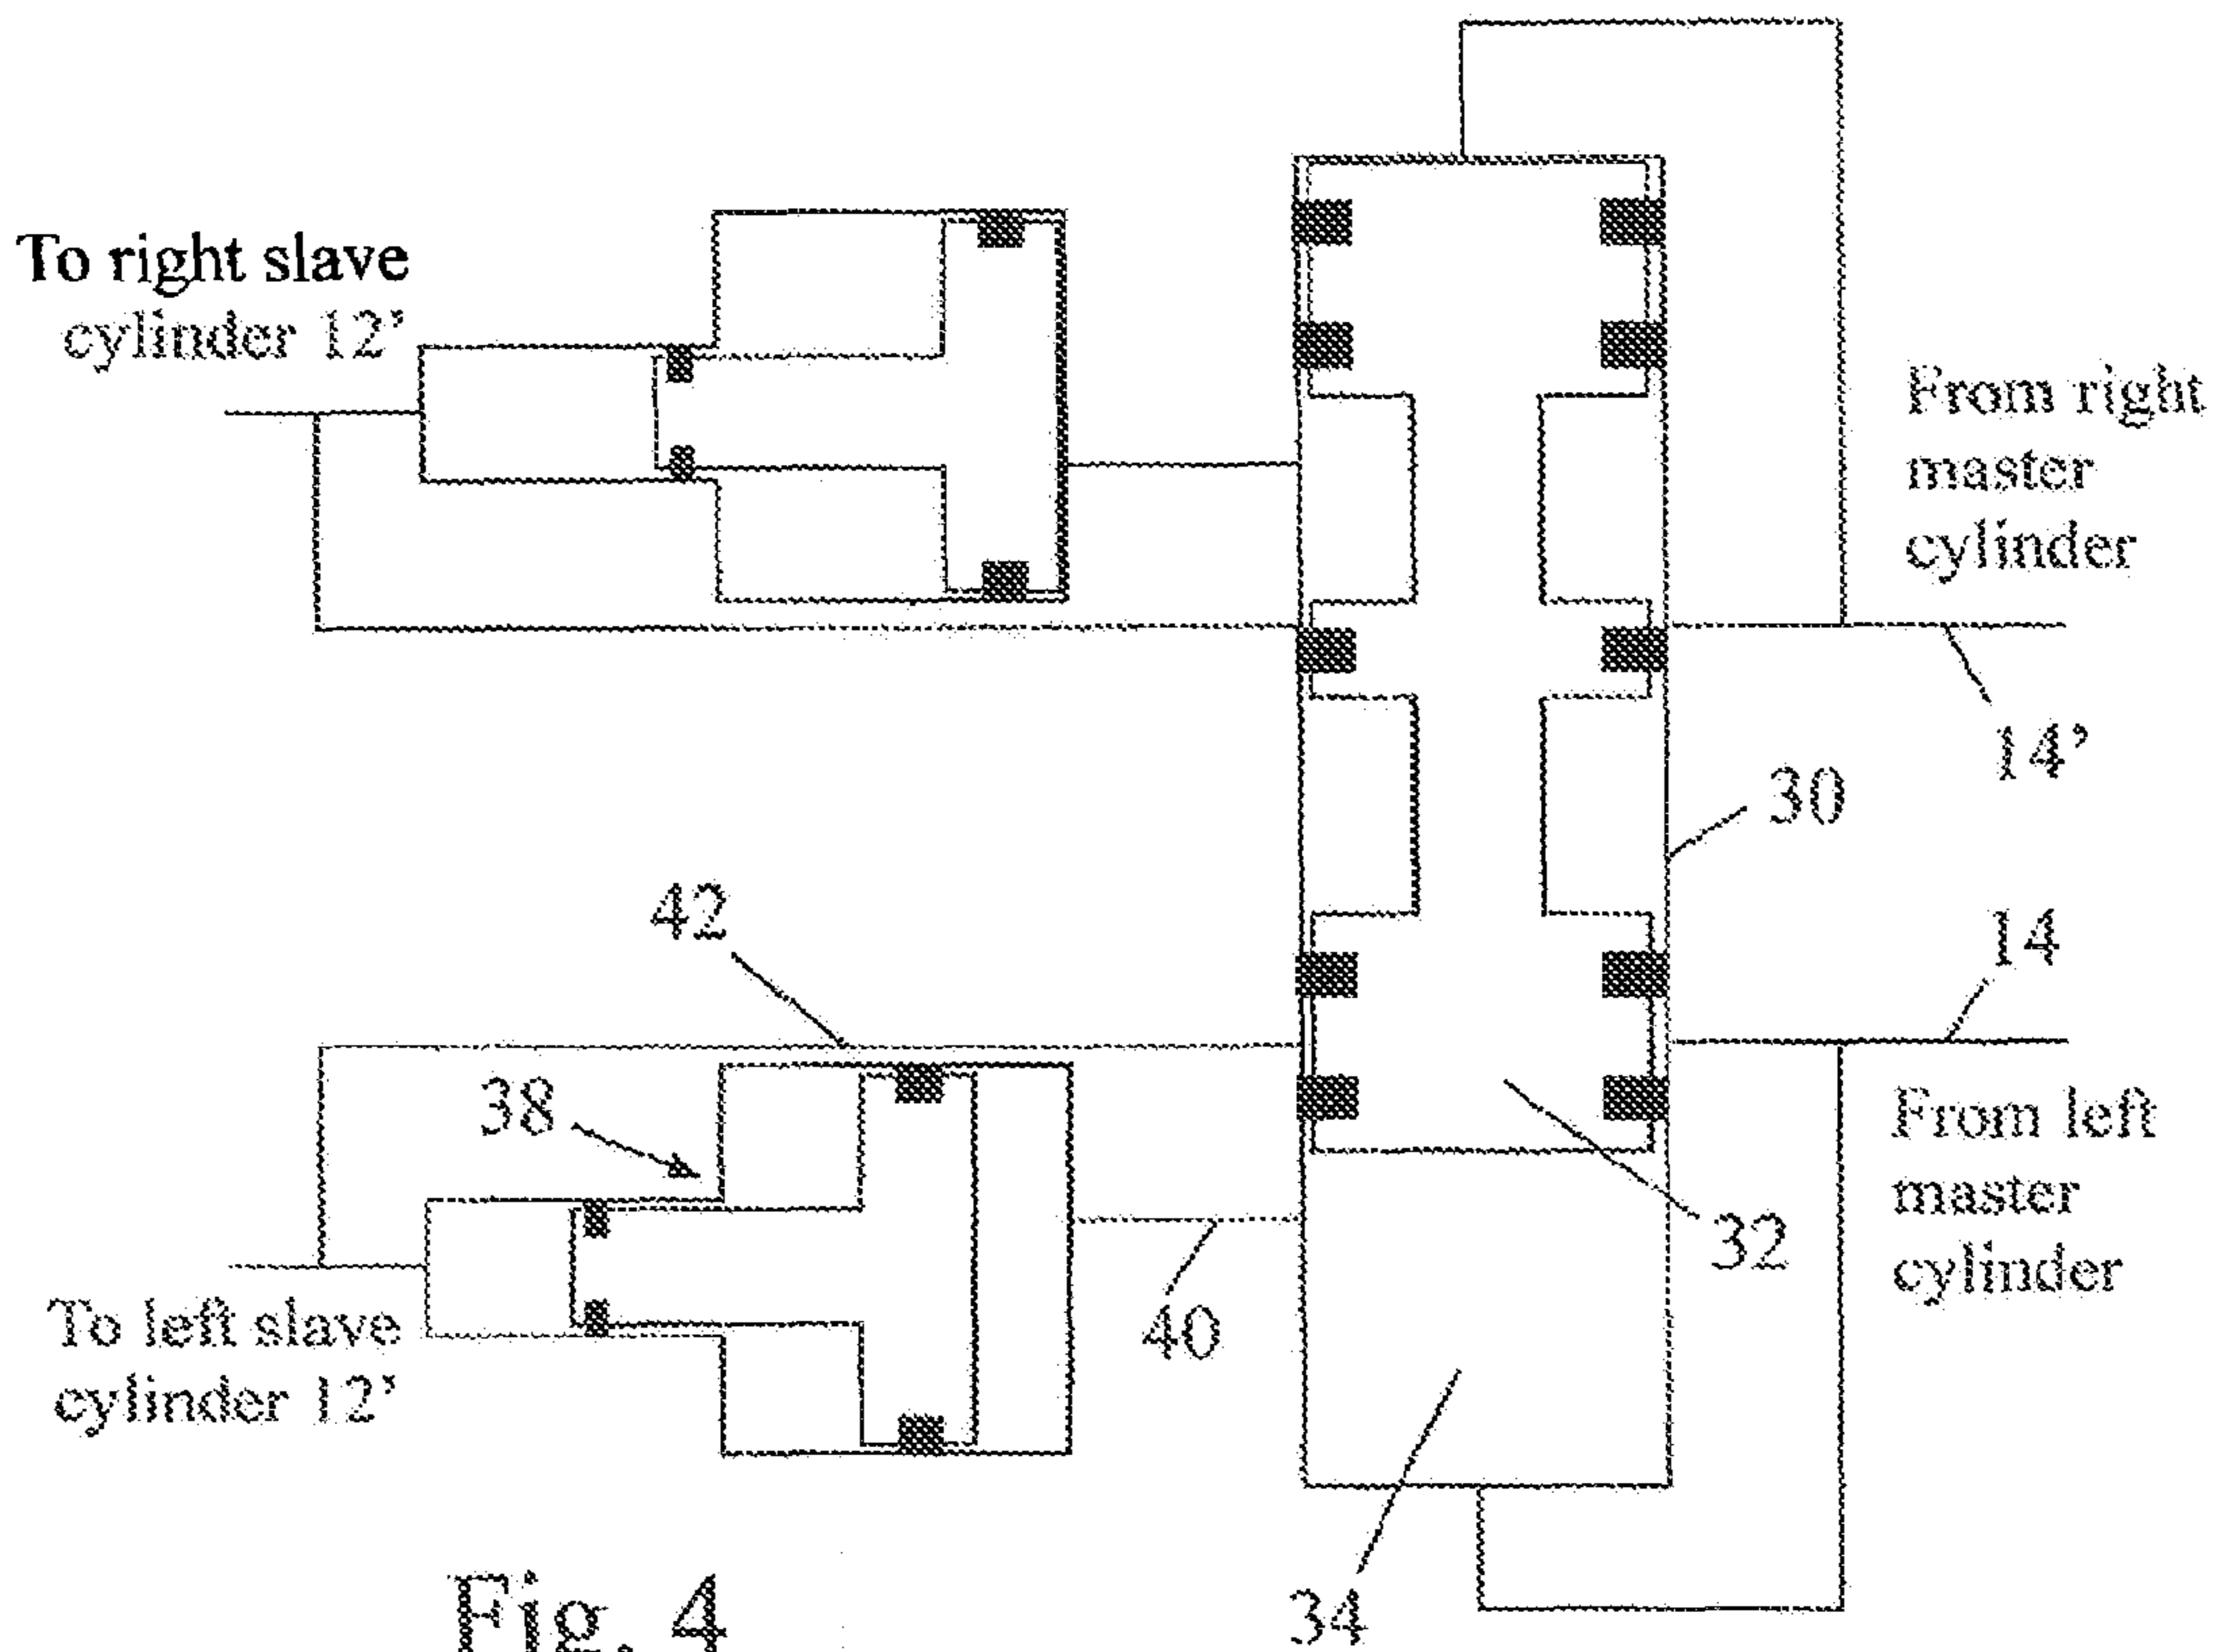 To right slave
cylinder 12’
From right
master
cylinder
14’
30
42
14
38
From left
master
cylinder
32
To left slave
cylinder 12’
40
34
Fig. 4